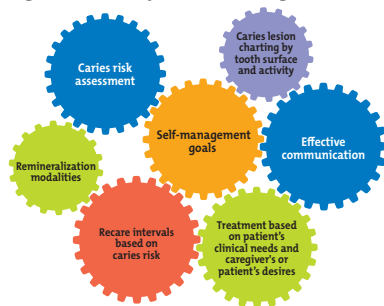 Caries lesion
charting by
tooth surface
and activity
Caries risk
assessment
Self-management
goals
Effective
communication
Remineralization
modalities
Recare intervals
based on
caries risk
Treatment based
on patient's
clinical needs and
caregiver's or
patient's desires